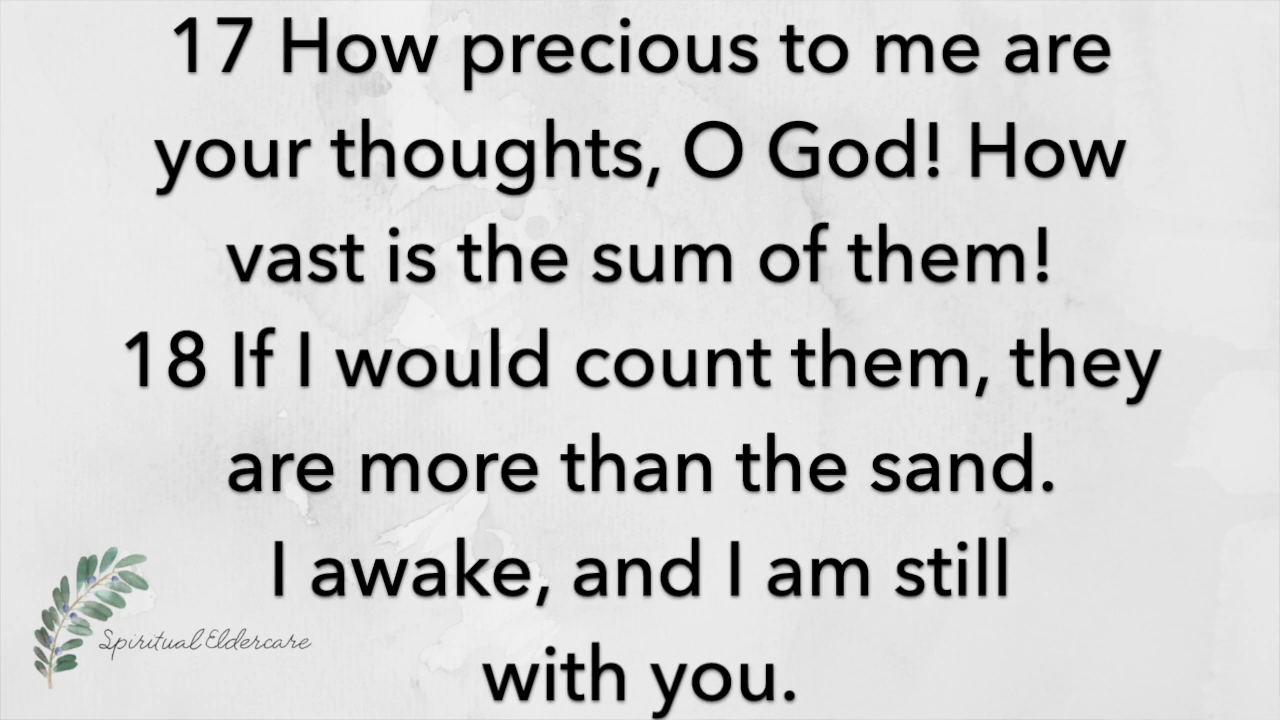 17 How precious to me are
your thoughts, O God! How
vast is the sum of them!
18 If I would count them, they
are more than the sand.
I awake, and I am still
with you.
Spiritual Eldercare